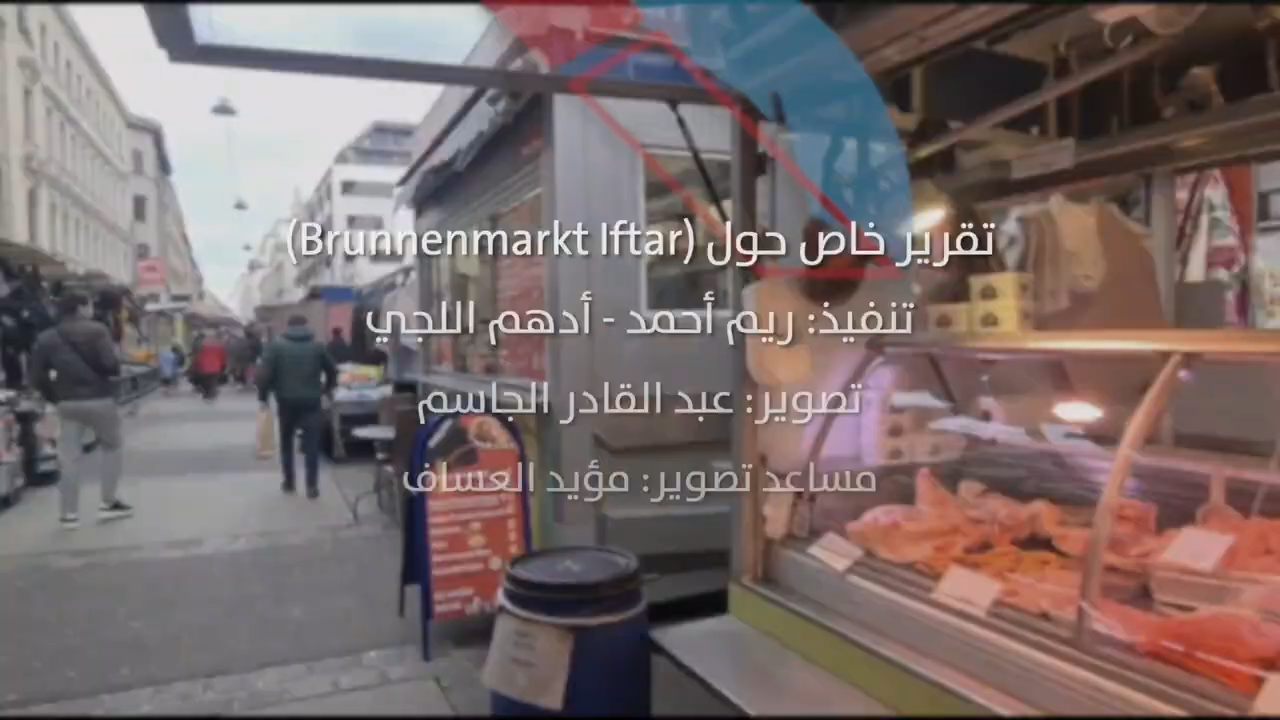 تقرير خاص حول (Brunnenmarkt Iftar)
تنفيذ: ريم أحمد - أدهم اللجي
تصوير: عبد القادر الجاسم
مساعد تصوير: مؤيد العساف